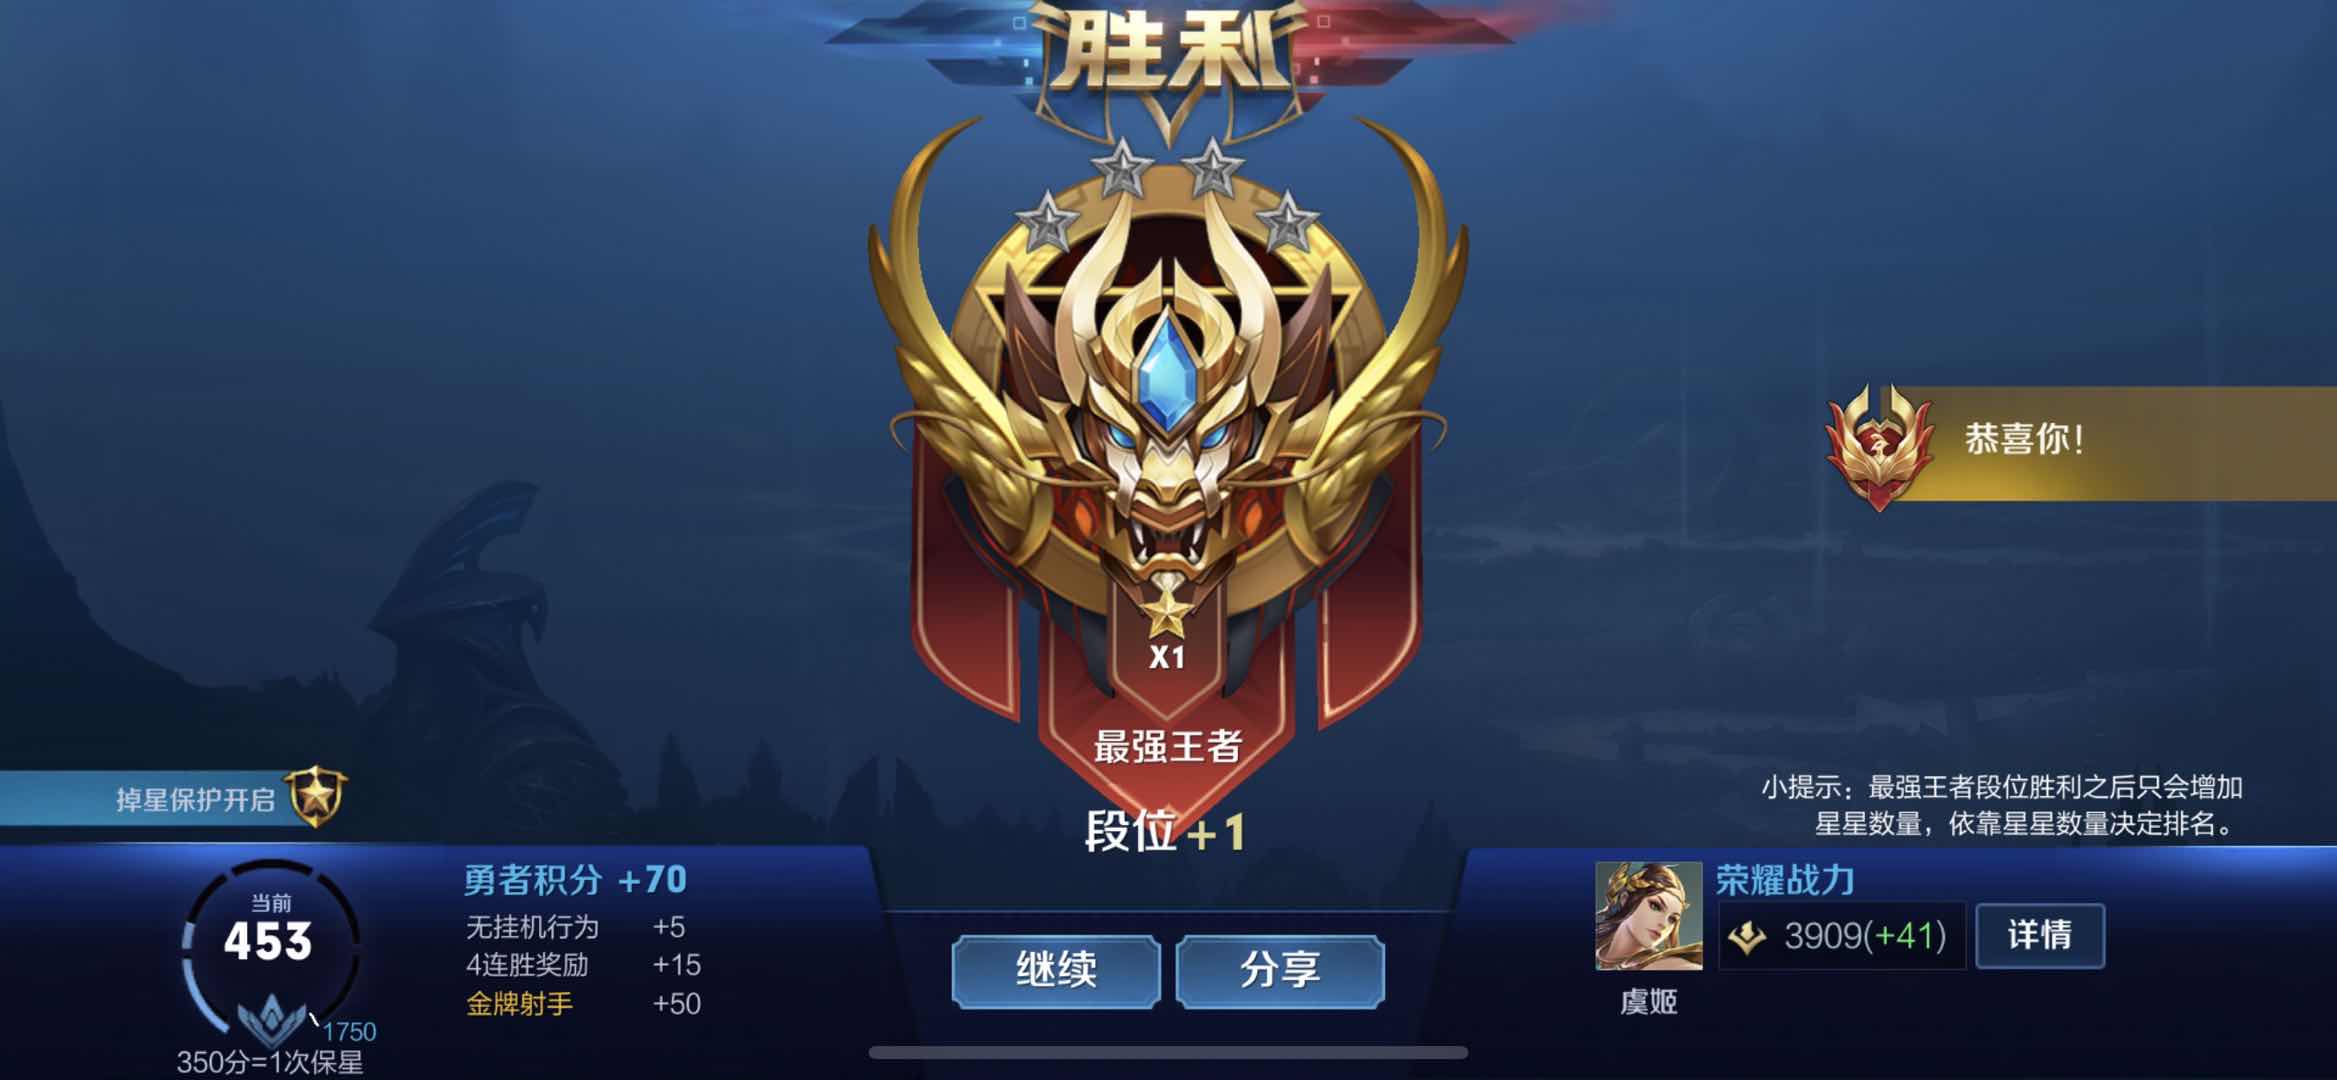 胜利
X1
最强王者
段位+1
恭喜你！
小提示：最强王者段位胜利之后只会增加
星星数量，依靠星星数量决定排名。
掉星保护开启
当前
453
1750
350分=1次保星
勇者积分 +70
无挂机行为 +5
4连胜奖励 +15
金牌射手 +50
继续
分享
荣耀战力
3909(+41)
详情
虞姬